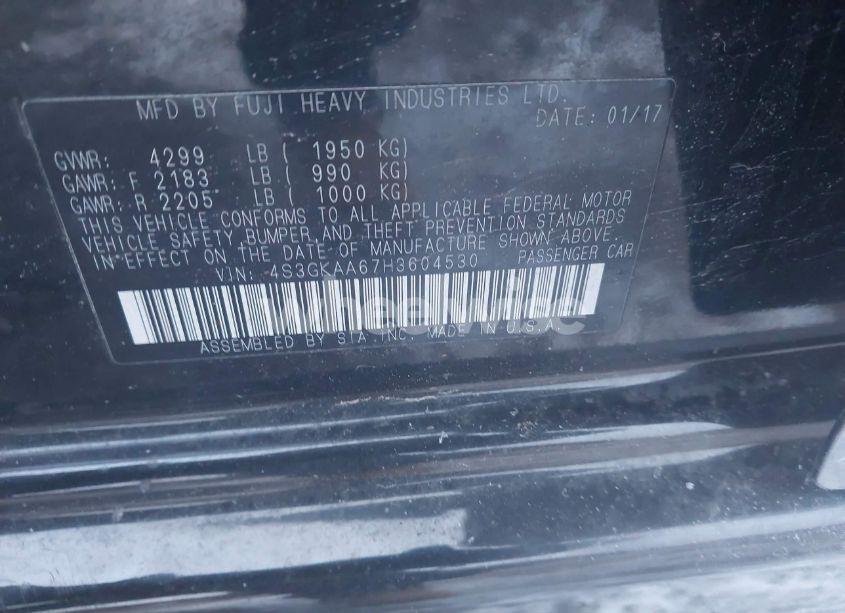 MFD BY FUJI HEAVY INDUSTRIES LTD.
DATE: 01/17
GVWR: 4299 LB ( 1950 KG)
GAWR: F 2183 LB ( 990 KG)
GAWR: R 2205 LB ( 1000 KG)
THIS VEHICLE CONFORMS TO ALL APPLICABLE FEDERAL MOTOR
VEHICLE SAFETY BUMPER, AND THEFT PREVENTION STANDARDS
IN EFFECT ON THE DATE OF MANUFACTURE SHOWN ABOVE.
VIN: 4S3GKAA67H3604530 PASSENGER CAR
wheelwisc
ASSEMBLED BY SIA, INC. MADE IN U.S.A.